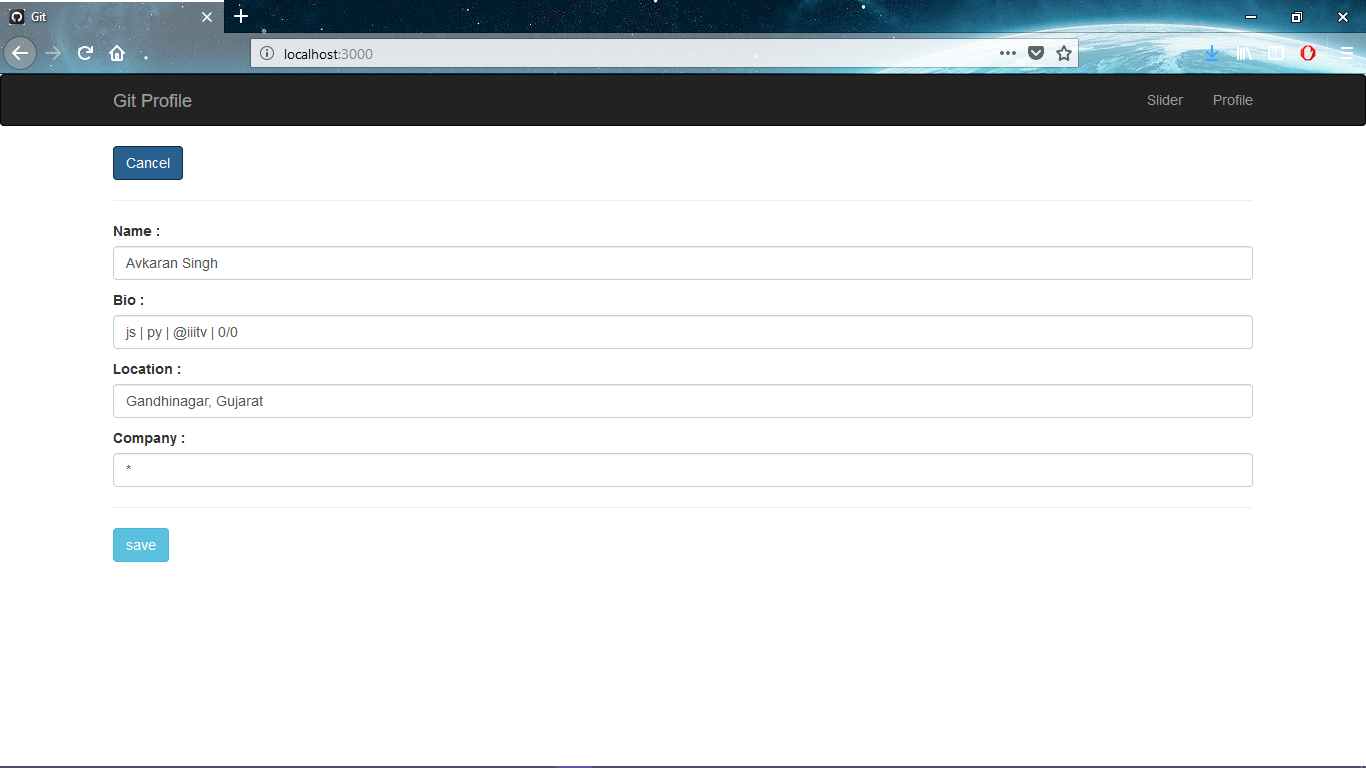 Git
localhost:3000
Git Profile
Slider Profile
Cancel
Name :
Avkaran Singh
Bio :
js | py | @iiitv | 0/0
Location :
Gandhinagar, Gujarat
Company :
*
save